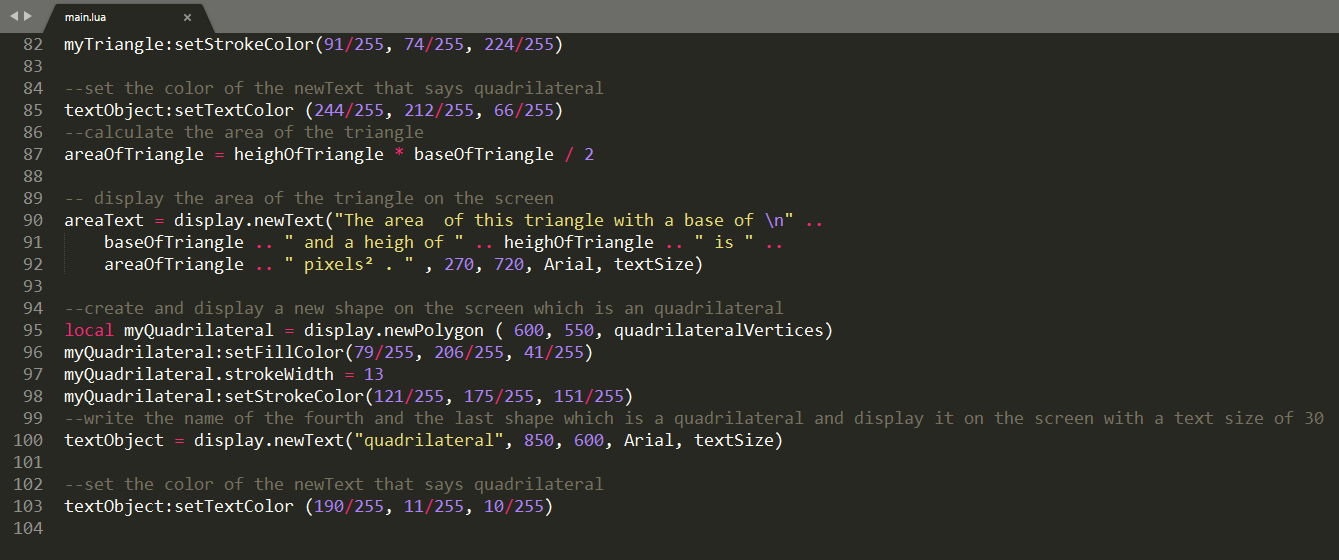 main.lua ×
82 myTriangle:setStrokeColor(91/255, 74/255, 224/255)
83
84 --set the color of the newText that says quadrilateral
85 textObject:setTextColor (244/255, 212/255, 66/255)
86 --calculate the area of the triangle
87 areaOfTriangle = heighOfTriangle * baseOfTriangle / 2
88
89 -- display the area of the triangle on the screen
90 areaText = display.newText("The area  of this triangle with a base of \n" ..
91     baseOfTriangle .. " and a heigh of " .. heighOfTriangle .. " is " ..
92     areaOfTriangle .. " pixels² . " , 270, 720, Arial, textSize)
93
94 --create and display a new shape on the screen which is an quadrilateral
95 local myQuadrilateral = display.newPolygon ( 600, 550, quadrilateralVertices)
96 myQuadrilateral:setFillColor(79/255, 206/255, 41/255)
97 myQuadrilateral.strokeWidth = 13
98 myQuadrilateral:setStrokeColor(121/255, 175/255, 151/255)
99 --write the name of the fourth and the last shape which is a quadrilateral and display it on the screen with a text size of 30
100 textObject = display.newText("quadrilateral", 850, 600, Arial, textSize)
101
102 --set the color of the newText that says quadrilateral
103 textObject:setTextColor (190/255, 11/255, 10/255)
104